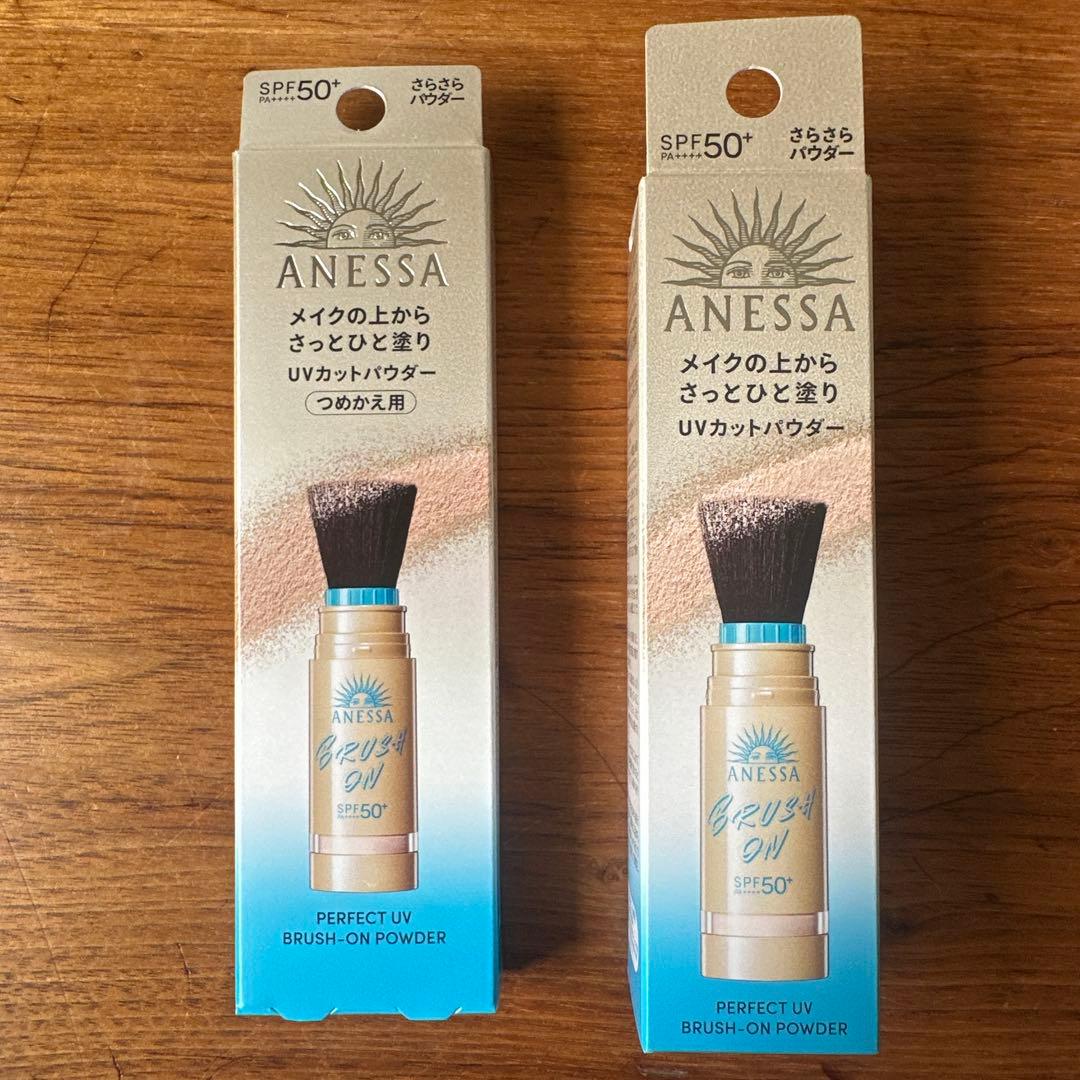 SPF50+
PA++++
さらさら
パウダー
ANESSA
メイクの上から
さっとひと塗り
UVカットパウダー
つめかえ用
ANESSA
BRUSH
ON
SPF50+
PA++++
PERFECT UV
BRUSH-ON POWDER
SPF50+
PA++++
さらさら
パウダー
ANESSA
メイクの上から
さっとひと塗り
UVカットパウダー
ANESSA
BRUSH
ON
SPF50+
PA++++
PERFECT UV
BRUSH-ON POWDER